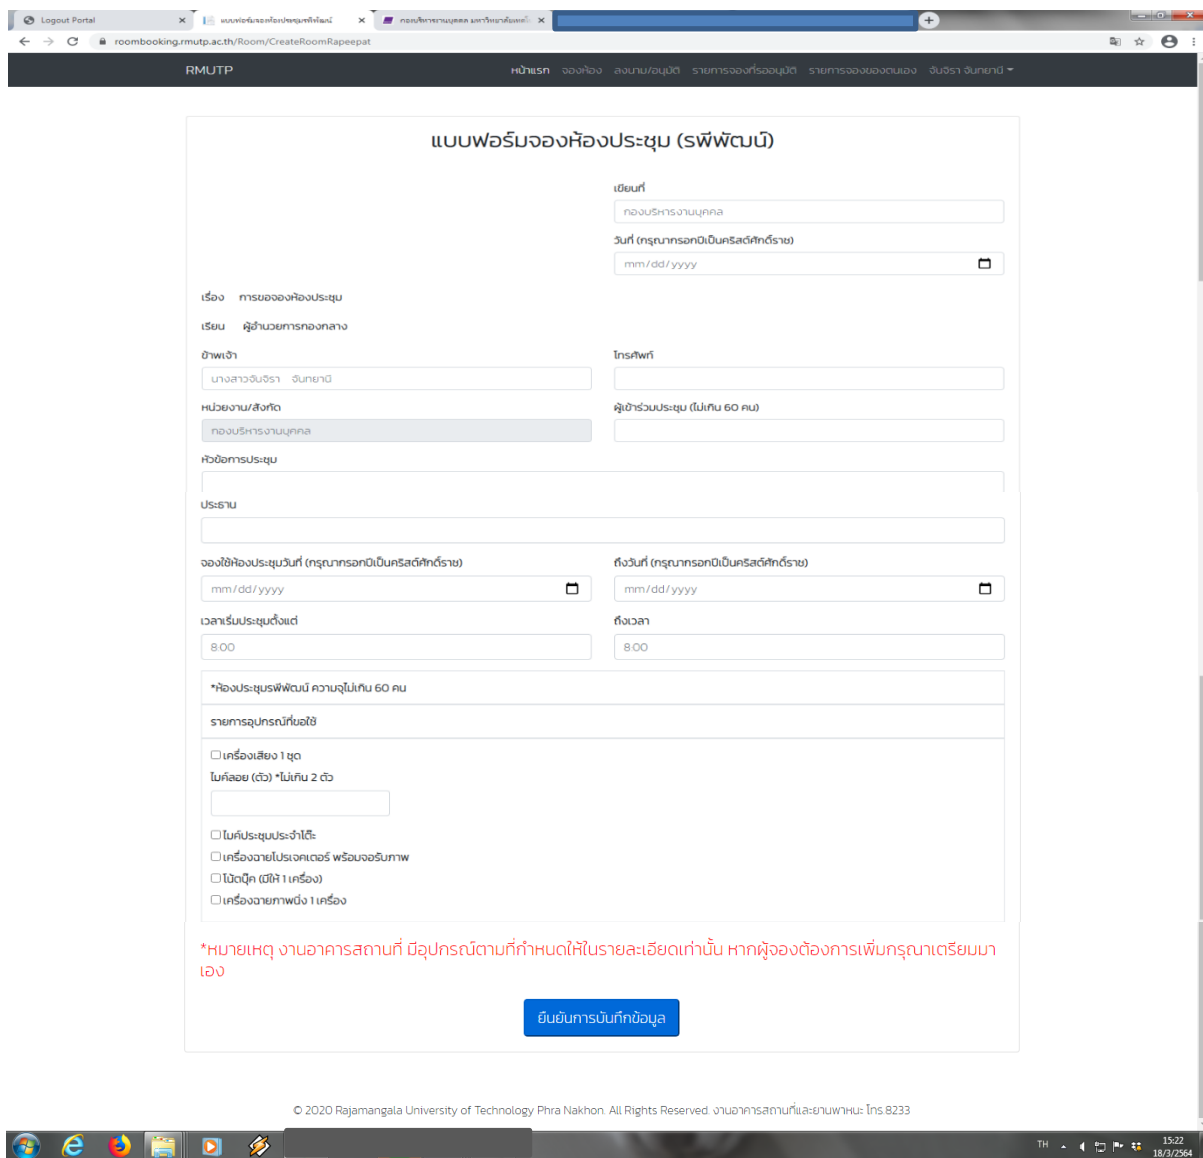 Logout Portal
แบบฟอร์มจองห้องประชุมรพีพัฒน์
กองบริหารงานบุคคล มหาวิทยาลัยเทคโ
roombooking.rmutp.ac.th/Room/CreateRoomRapeepat
RMUTP หน้าแรก จองห้อง ลงนาม/อนุมัติ รายการจองที่รออนุมัติ รายการจองของตนเอง จันจิรา จันทยานี
แบบฟอร์มจองห้องประชุม (รพีพัฒน์)
เขียนที่
กองบริหารงานบุคคล
วันที่ (กรุณากรอกปีเป็นคริสต์ศักดิ์ราช)
mm/dd/yyyy
เรื่อง การขอจองห้องประชุม
เรียน ผู้อำนวยการกองกลาง
ข้าพเจ้า
นางสาวจันจิรา จันทยานี
โทรศัพท์
หน่วยงาน/สังกัด
กองบริหารงานบุคคล
ผู้เข้าร่วมประชุม (ไม่เกิน 60 คน)
หัวข้อการประชุม
ประธาน
จองใช้ห้องประชุมวันที่ (กรุณากรอกปีเป็นคริสต์ศักดิ์ราช)
mm/dd/yyyy
ถึงวันที่ (กรุณากรอกปีเป็นคริสต์ศักดิ์ราช)
mm/dd/yyyy
เวลาเริ่มประชุมตั้งแต่
8:00
ถึงเวลา
8:00
*ห้องประชุมรพีพัฒน์ ความจุไม่เกิน 60 คน
รายการอุปกรณ์ที่ขอใช้
เครื่องเสียง 1 ชุด
ไมค์ลอย (ตัว) *ไม่เกิน 2 ตัว
ไมค์ประชุมประจำโต๊ะ
เครื่องฉายโปรเจคเตอร์ พร้อมจอรับภาพ
โน้ตบุ๊ค (มีให้ 1 เครื่อง)
เครื่องฉายภาพนิ่ง 1 เครื่อง
*หมายเหตุ งานอาคารสถานที่ มีอุปกรณ์ตามที่กำหนดให้ในรายละเอียดเท่านั้น หากผู้จองต้องการเพิ่มกรุณาเตรียมมา
เอง
ยืนยันการบันทึกข้อมูล
© 2020 Rajamangala University of Technology Phra Nakhon. All Rights Reserved. งานอาคารสถานที่และยานพาหนะ โทร.8233
TH
15:22
18/3/2564